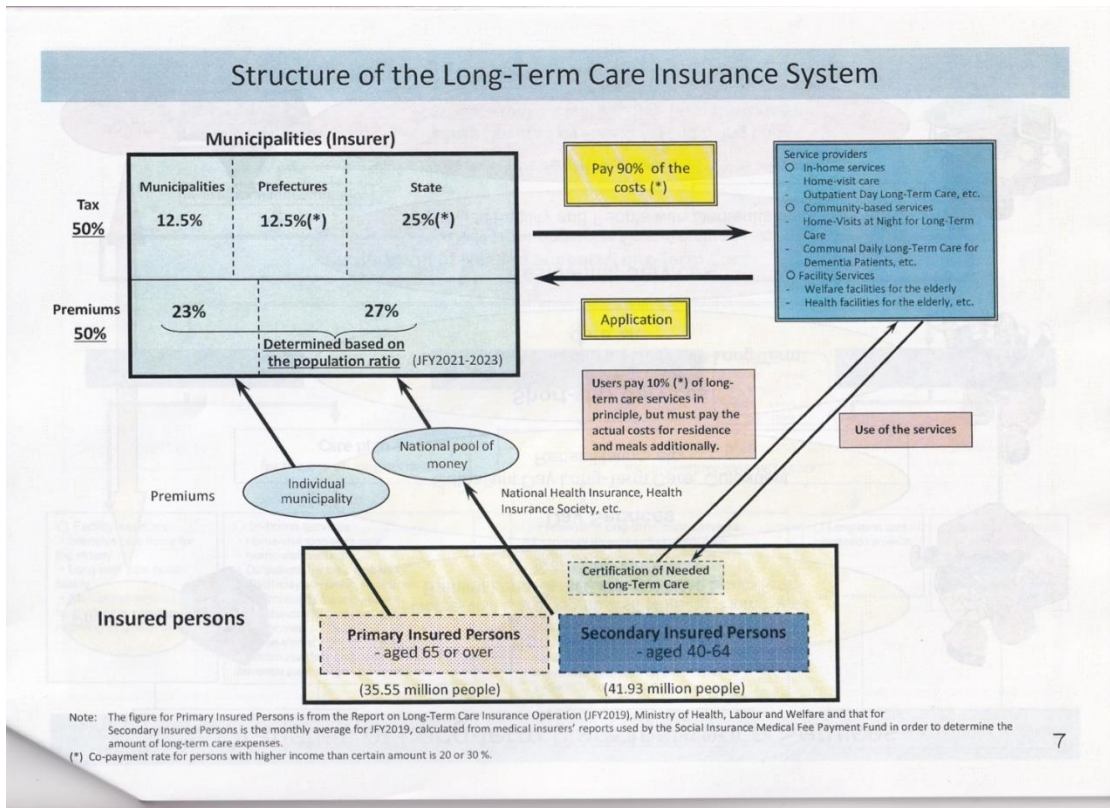 Structure of the Long-Term Care Insurance System
Municipalities (Insurer)
Tax
50%
Municipalities
12.5%
Prefectures
12.5%(*)
State
25%(*)
Premiums
50%
23%
27%
Determined based on
the population ratio (JFY2021-2023)
Pay 90% of the
costs (*)
Application
Service providers
○ In-home services
- Home-visit care
- Outpatient Day Long-Term Care, etc.
○ Community-based services
- Home-Visits at Night for Long-Term
Care
- Communal Daily Long-Term Care for
Dementia Patients, etc.
○ Facility Services
- Welfare facilities for the elderly
- Health facilities for the elderly, etc.
Users pay 10% (*) of long-
term care services in
principle, but must pay the
actual costs for residence
and meals additionally.
Use of the services
Premiums
Individual
municipality
National pool of
money
National Health Insurance, Health
Insurance Society, etc.
Certification of Needed
Long-Term Care
Insured persons
Primary Insured Persons
- aged 65 or over
(35.55 million people)
Secondary Insured Persons
- aged 40-64
(41.93 million people)
Note: The figure for Primary Insured Persons is from the Report on Long-Term Care Insurance Operation (JFY2019), Ministry of Health, Labour and Welfare and that for
Secondary Insured Persons is the monthly average for JFY2019, calculated from medical insurers' reports used by the Social Insurance Medical Fee Payment Fund in order to determine the
amount of long-term care expenses.
(*) Co-payment rate for persons with higher income than certain amount is 20 or 30 %.
7